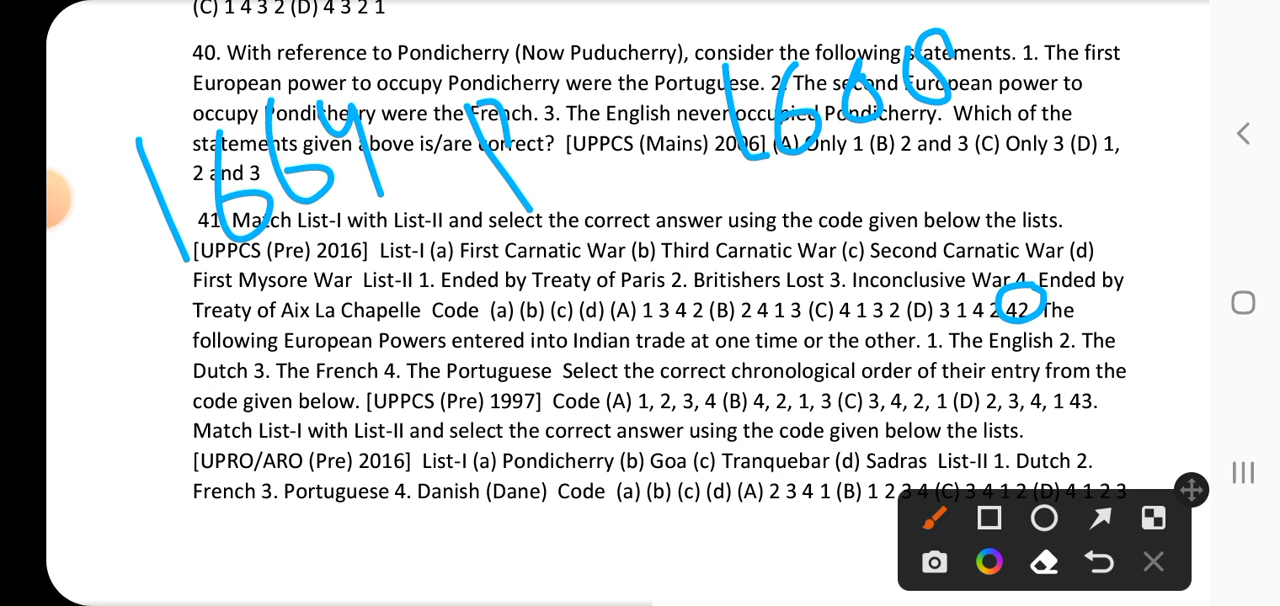 (C) 1 4 3 2 (D) 4 3 2 1
40. With reference to Pondicherry (Now Puducherry), consider the following statements. 1. The first
European power to occupy Pondicherry were the Portuguese. 2. The second European power to
occupy Pondicherry were the French. 3. The English never occupied Pondicherry. Which of the
statements given above is/are correct? [UPPCS (Mains) 2006] (A) Only 1 (B) 2 and 3 (C) Only 3 (D) 1,
2 and 3
1664 P 1608
41. Match List-I with List-II and select the correct answer using the code given below the lists.
[UPPCS (Pre) 2016] List-I (a) First Carnatic War (b) Third Carnatic War (c) Second Carnatic War (d)
First Mysore War List-II 1. Ended by Treaty of Paris 2. Britishers Lost 3. Inconclusive War 4. Ended by
Treaty of Aix La Chapelle Code (a) (b) (c) (d) (A) 1 3 4 2 (B) 2 4 1 3 (C) 4 1 3 2 (D) 3 1 4 2 42. The
following European Powers entered into Indian trade at one time or the other. 1. The English 2. The
Dutch 3. The French 4. The Portuguese Select the correct chronological order of their entry from the
code given below. [UPPCS (Pre) 1997] Code (A) 1, 2, 3, 4 (B) 4, 2, 1, 3 (C) 3, 4, 2, 1 (D) 2, 3, 4, 1 43.
Match List-I with List-II and select the correct answer using the code given below the lists.
[UPRO/ARO (Pre) 2016] List-I (a) Pondicherry (b) Goa (c) Tranquebar (d) Sadras List-II 1. Dutch 2.
French 3. Portuguese 4. Danish (Dane) Code (a) (b) (c) (d) (A) 2 3 4 1 (B) 1 2 3 4 (C) 3 4 1 2 (D) 4 1 2 3